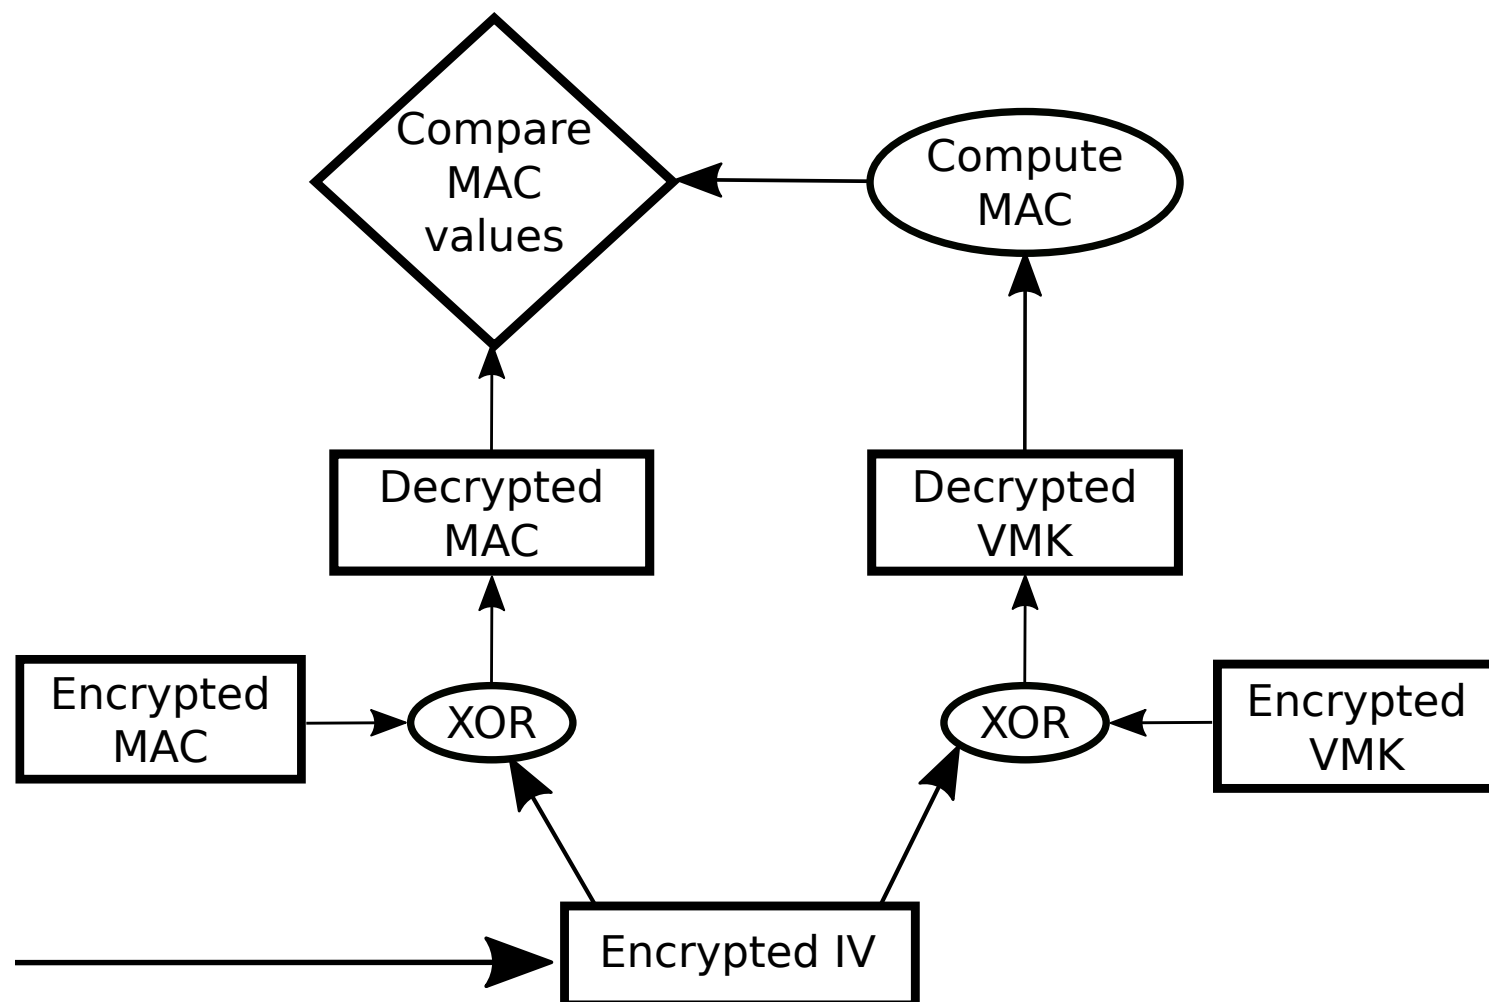 Compare
MAC
values
Compute
MAC
Decrypted
MAC
Decrypted
VMK
Encrypted
MAC
XOR
XOR
Encrypted
VMK
Encrypted IV